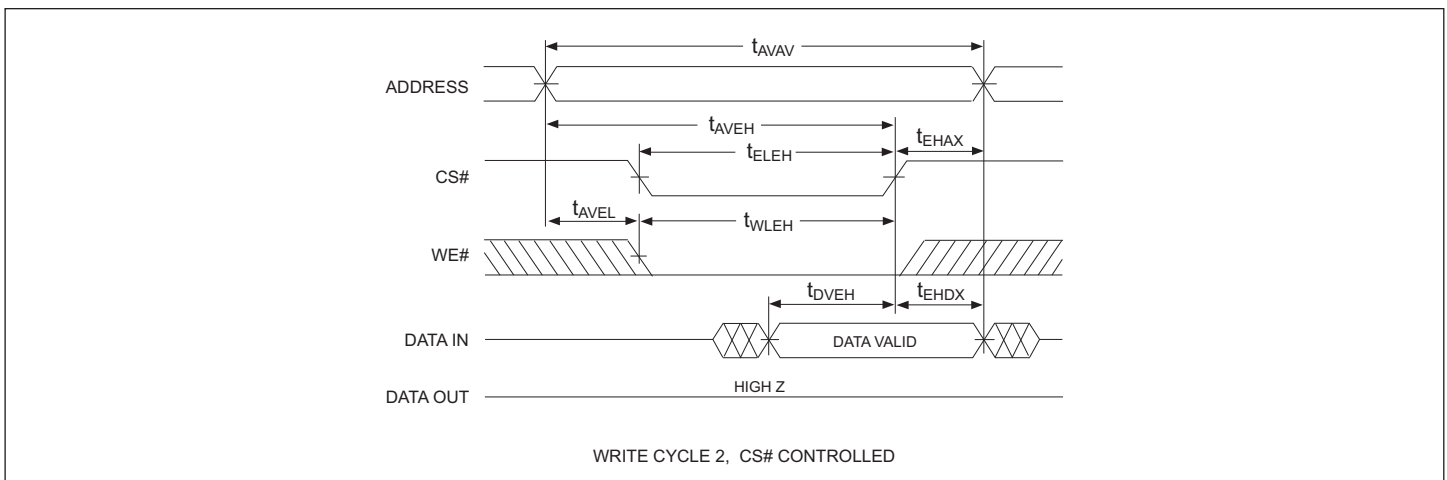 tAVAV
ADDRESS
tAVEH
tELEH
tEHAX
CS#
tAVEL
tWLEH
WE#
tDVEH
tEHDX
DATA IN
DATA VALID
HIGH Z
DATA OUT
WRITE CYCLE 2, CS# CONTROLLED